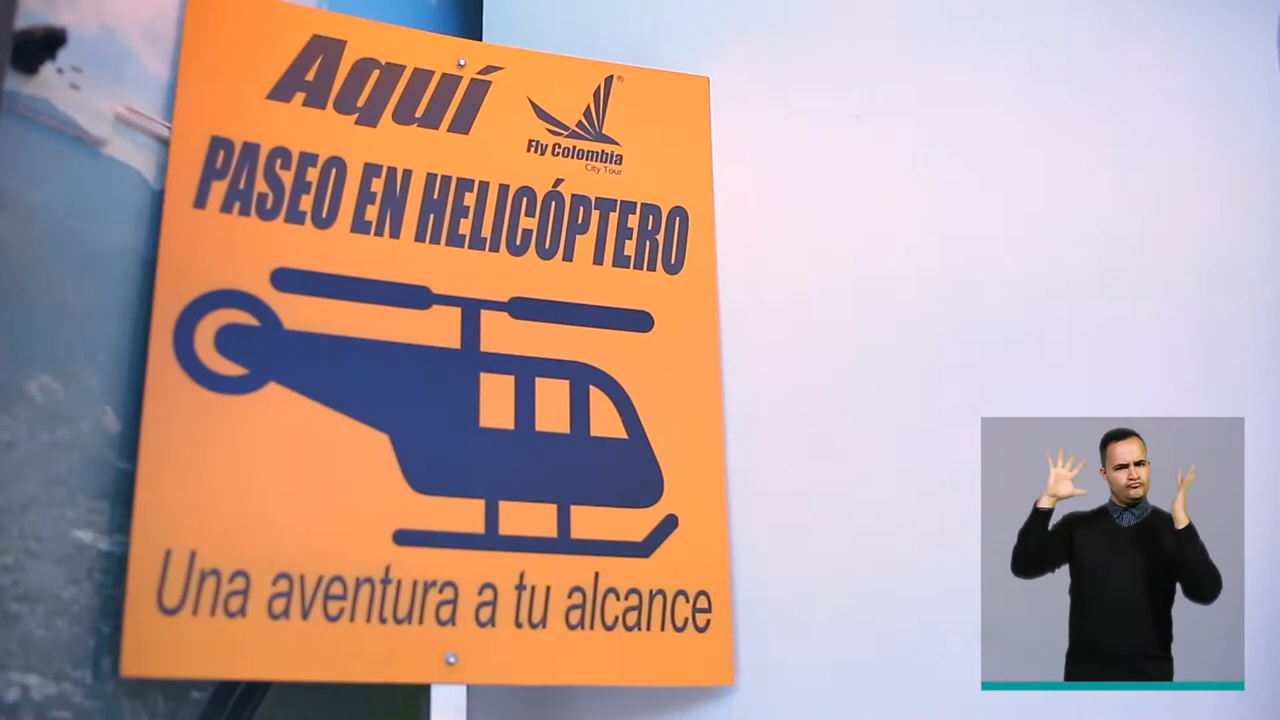 Aquí
Fly Colombia
City Tour
PASEO EN HELICÓPTERO
Una aventura a tu alcance